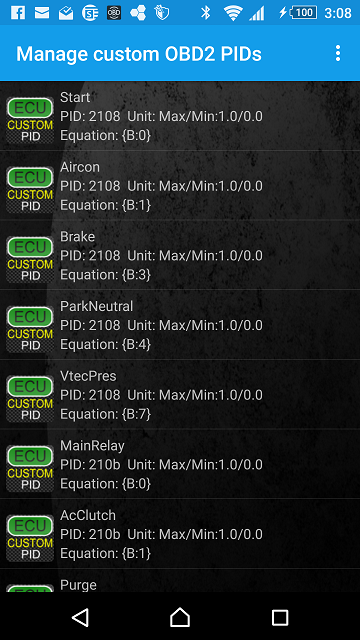 100 3:08
Manage custom OBD2 PIDs
ECU
CUSTOM
PID
Start
PID: 2108 Unit: Max/Min:1.0/0.0
Equation: {B:0}
ECU
CUSTOM
PID
Aircon
PID: 2108 Unit: Max/Min:1.0/0.0
Equation: {B:1}
ECU
CUSTOM
PID
Brake
PID: 2108 Unit: Max/Min:1.0/0.0
Equation: {B:3}
ECU
CUSTOM
PID
ParkNeutral
PID: 2108 Unit: Max/Min:1.0/0.0
Equation: {B:4}
ECU
CUSTOM
PID
VtecPres
PID: 2108 Unit: Max/Min:1.0/0.0
Equation: {B:7}
ECU
CUSTOM
PID
MainRelay
PID: 210b Unit: Max/Min:1.0/0.0
Equation: {B:0}
ECU
CUSTOM
PID
AcClutch
PID: 210b Unit: Max/Min:1.0/0.0
Equation: {B:1}
Purge